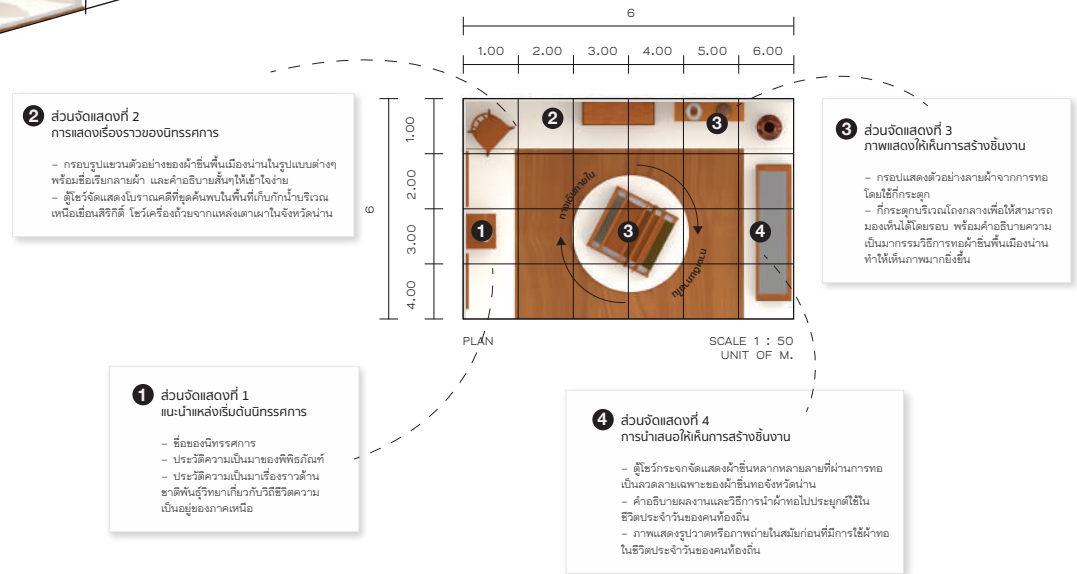 6
1.00 2.00 3.00 4.00 5.00 6.00
6
1.00
2.00
3.00
4.00
2
3
1
3
4
ทางเดินภายใน
ทางเดินภายใน
PLAN
SCALE 1 : 50
UNIT OF M.
2 ส่วนจัดแสดงที่ 2
การแสดงเรื่องราวของนิทรรศการ
– กรอบรูปแขวนตัวอย่างของผ้าซิ่นพื้นเมืองน่านในรูปแบบต่างๆ
พร้อมชื่อเรียกลายผ้า และคำอธิบายสั้นๆให้เข้าใจง่าย
– ตู้โชว์จัดแสดงโบราณคดีที่ขุดค้นพบในพื้นที่เก็บกักน้ำบริเวณ
เหนือเขื่อนสิริกิติ์ โชว์เครื่องถ้วยจากแหล่งเตาเผาในจังหวัดน่าน
3 ส่วนจัดแสดงที่ 3
ภาพแสดงให้เห็นการสร้างชิ้นงาน
– กรอปแสดงตัวอย่างลายผ้าจากการทอ
โดยใช้กี่กระตุก
– กี่กระตุกบริเวณโถงกลางเพื่อให้สามารถ
มองเห็นได้โดยรอบ พร้อมคำอธิบายความ
เป็นมากรรมวิธีการทอผ้าซิ่นพื้นเมืองน่าน
ทำให้เห็นภาพมากยิ่งขึ้น
1 ส่วนจัดแสดงที่ 1
แนะนำแหล่งเริ่มต้นนิทรรศการ
– ชื่อของนิทรรศการ
– ประวัติความเป็นมาของพิพิธภัณฑ์
– ประวัติความเป็นมาเรื่องราวด้าน
ชาติพันธุ์วิทยาเกี่ยวกับวิถีชีวิตความ
เป็นอยู่ของภาคเหนือ
4 ส่วนจัดแสดงที่ 4
การนำเสนอให้เห็นการสร้างชิ้นงาน
– ตู้โชว์กระจกจัดแสดงผ้าซิ่นหลากหลายลายที่ผ่านการทอ
เป็นลวดลายเฉพาะของผ้าซิ่นทอจังหวัดน่าน
– คำอธิบายผลงานและวิธีการนำผ้าทอไปประยุกต์ใช้ใน
ชีวิตประจำวันของคนท้องถิ่น
– ภาพแสดงรูปวาดหรือภาพถ่ายในสมัยก่อนที่มีการใช้ผ้าทอ
ในชีวิตประจำวันของคนท้องถิ่น